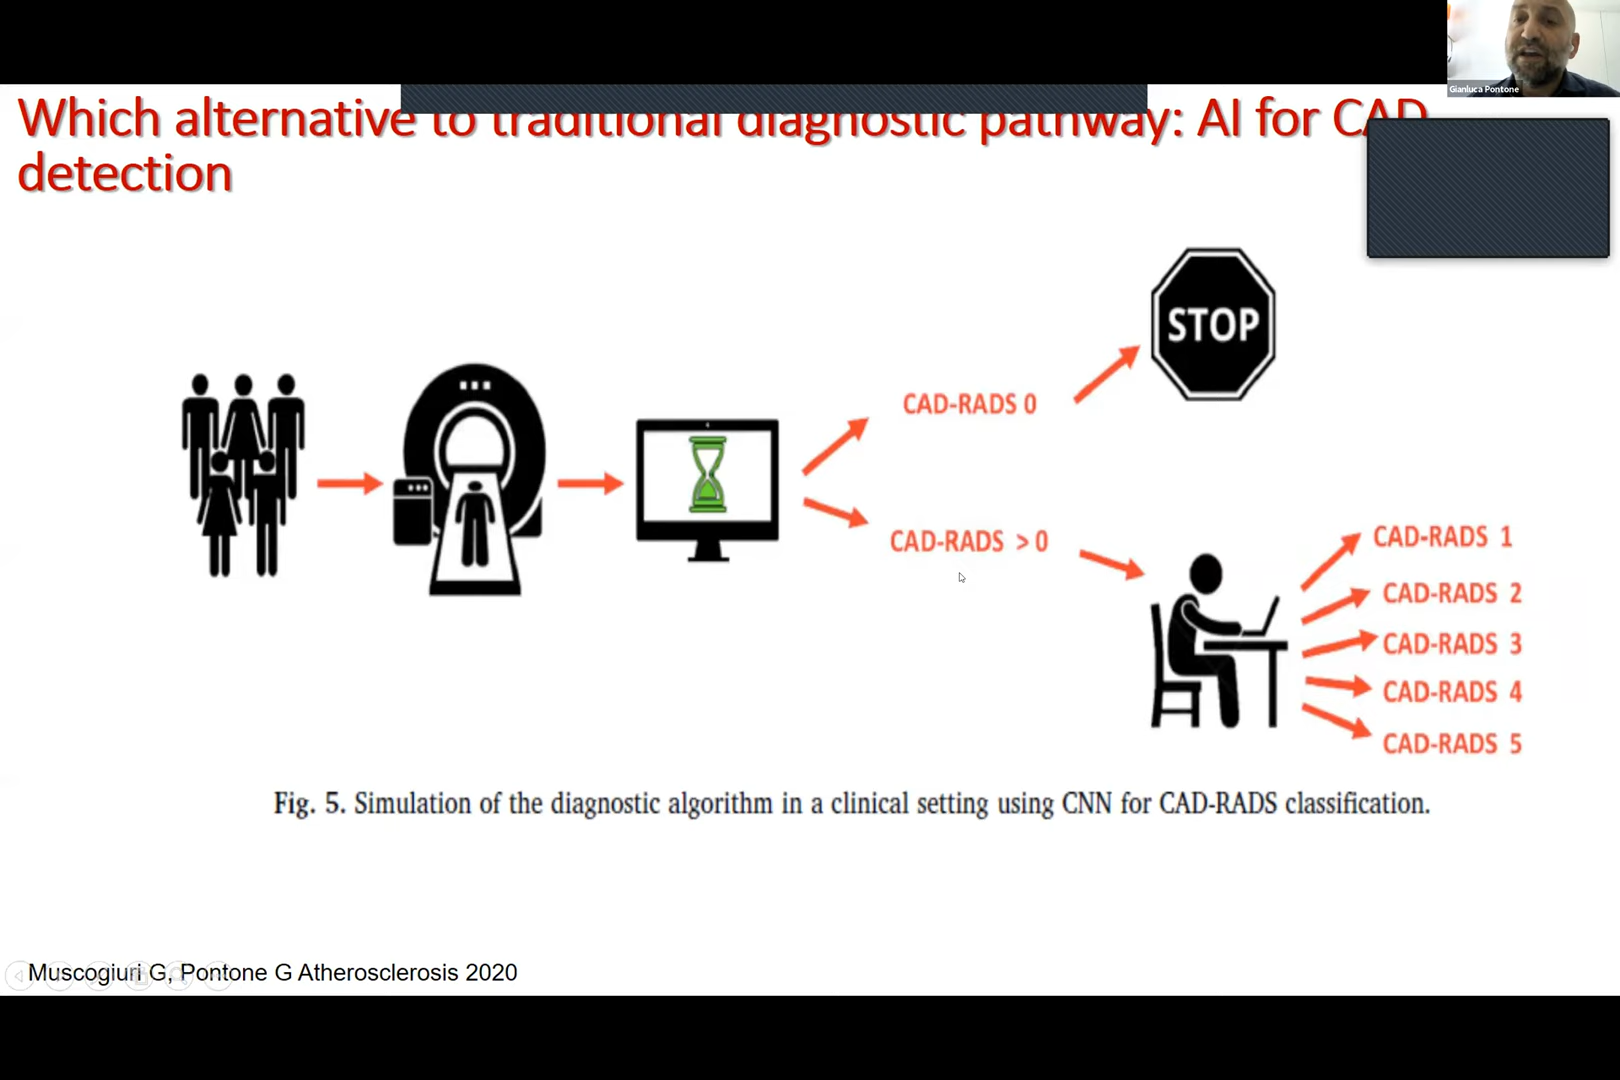 Gianluca Pontone
Which alternative to traditional diagnostic pathway: AI for CAD
detection
STOP
CAD-RADS 0
CAD-RADS > 0
CAD-RADS 1
CAD-RADS 2
CAD-RADS 3
CAD-RADS 4
CAD-RADS 5
Fig. 5. Simulation of the diagnostic algorithm in a clinical setting using CNN for CAD-RADS classification.
Muscogiuri G, Pontone G Atherosclerosis 2020